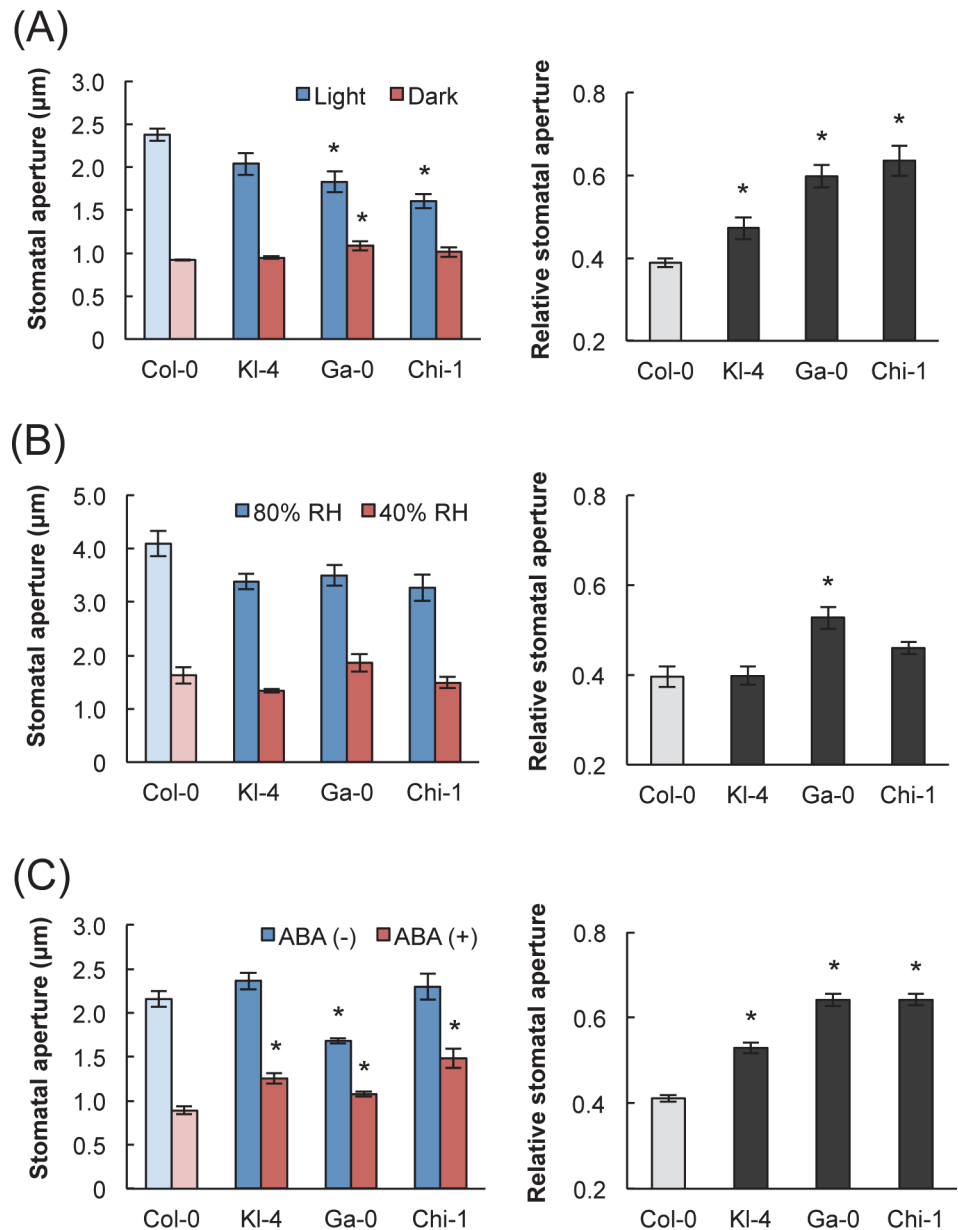 (A)
Stomatal aperture (µm)
3.0
2.5
2.0
1.5
1.0
0.5
0
Light Dark
* * *
Col-0 Kl-4 Ga-0 Chi-1
Relative stomatal aperture
0.8
0.6
0.4
0.2
* * *
Col-0 Kl-4 Ga-0 Chi-1
(B)
Stomatal aperture (µm)
5.0
4.0
3.0
2.0
1.0
0
80% RH 40% RH
Col-0 Kl-4 Ga-0 Chi-1
Relative stomatal aperture
0.8
0.6
0.4
0.2
*
Col-0 Kl-4 Ga-0 Chi-1
(C)
Stomatal aperture (µm)
3.0
2.5
2.0
1.5
1.0
0.5
0
ABA (-) ABA (+)
* * * *
Col-0 Kl-4 Ga-0 Chi-1
Relative stomatal aperture
0.8
0.6
0.4
0.2
* * *
Col-0 Kl-4 Ga-0 Chi-1